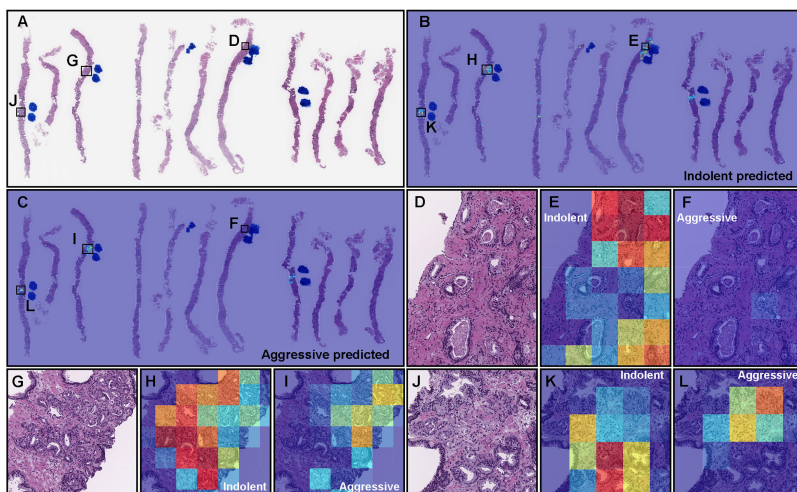 A
D
G
J
B
E
H
K
Indolent predicted
C
F
I
L
Aggressive predicted
D
E
Indolent
F
Aggressive
G
H
Indolent
I
Aggressive
J
K
Indolent
L
Aggressive